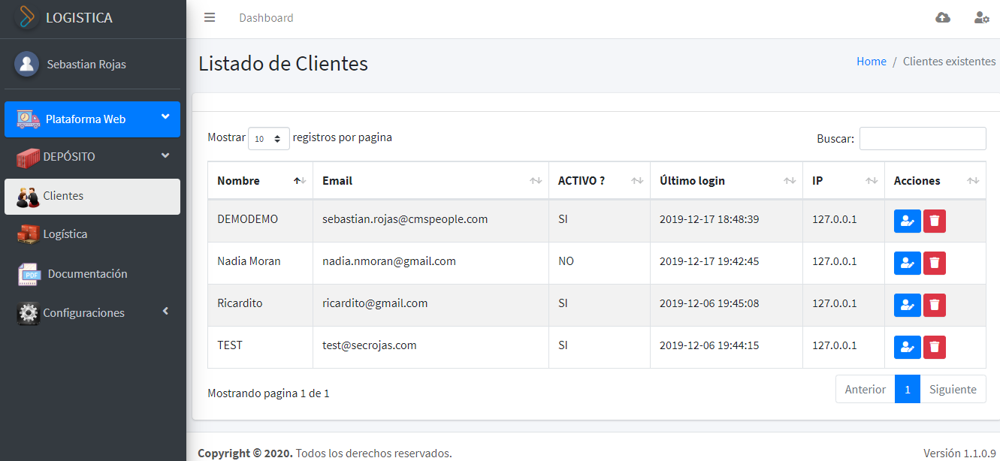 LOGISTICA
Dashboard
Sebastian Rojas
Plataforma Web
DEPÓSITO
Clientes
Logística
PDF
Documentación
Configuraciones
Listado de Clientes
Home / Clientes existentes
Mostrar 10 registros por pagina
Buscar:
Nombre Email ACTIVO ? Último login IP Acciones
DEMODEMO sebastian.rojas@cmspeople.com SI 2019-12-17 18:48:39 127.0.0.1
Nadia Moran nadia.nmoran@gmail.com NO 2019-12-17 19:42:45 127.0.0.1
Ricardito ricardito@gmail.com SI 2019-12-06 19:45:08 127.0.0.1
TEST test@secrojas.com SI 2019-12-06 19:44:15 127.0.0.1
Mostrando pagina 1 de 1
Anterior 1 Siguiente
Copyright © 2020. Todos los derechos reservados.
Versión 1.1.0.9